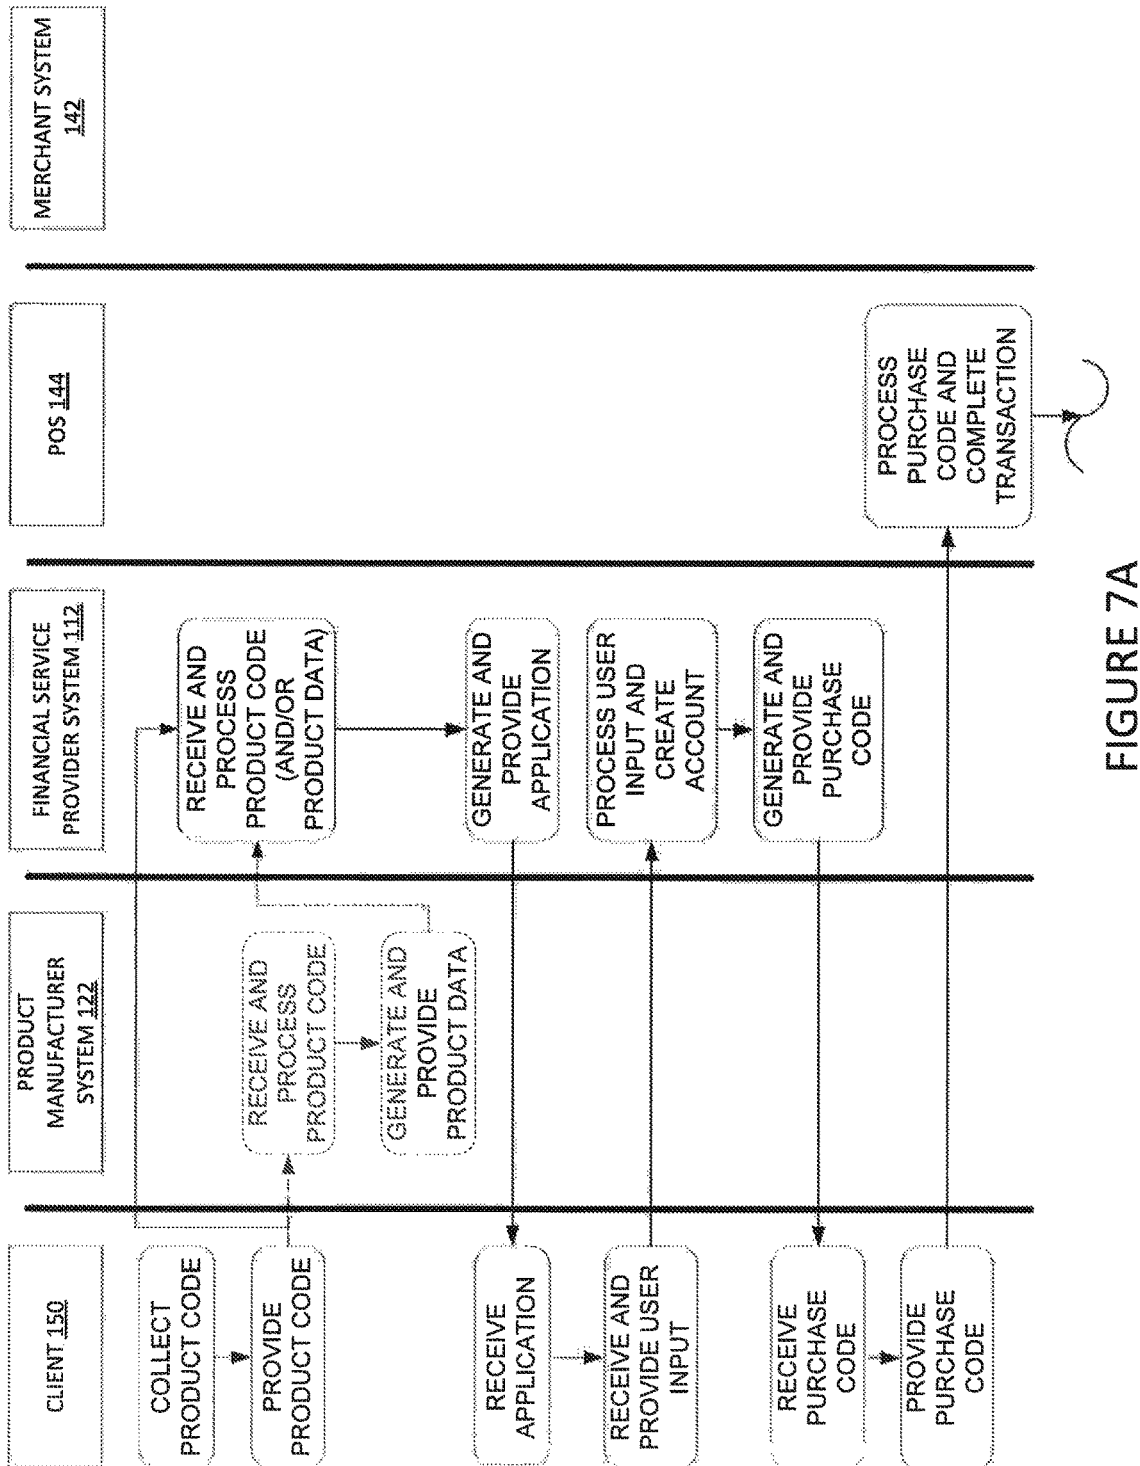 CLIENT 150
PRODUCT
MANUFACTURER
SYSTEM 122
FINANCIAL SERVICE
PROVIDER SYSTEM 112
POS 144
MERCHANT SYSTEM
142
COLLECT
PRODUCT CODE
PROVIDE
PRODUCT CODE
RECEIVE AND
PROCESS
PRODUCT CODE
GENERATE AND
PROVIDE
PRODUCT DATA
RECEIVE AND
PROCESS
PRODUCT CODE
(AND/OR
PRODUCT DATA)
GENERATE AND
PROVIDE
APPLICATION
RECEIVE
APPLICATION
RECEIVE AND
PROVIDE USER
INPUT
PROCESS USER
INPUT AND
CREATE
ACCOUNT
GENERATE AND
PROVIDE
PURCHASE
CODE
RECEIVE
PURCHASE
CODE
PROVIDE
PURCHASE
CODE
PROCESS
PURCHASE
CODE AND
COMPLETE
TRANSACTION
FIGURE 7A